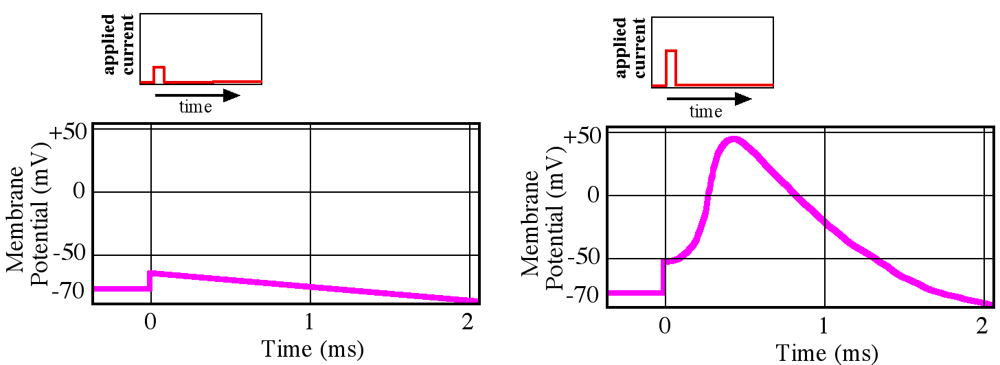 applied
current
time
+50
0
-50
-70
Membrane
Potential (mV)
0 1 2
Time (ms)
applied
current
time
+50
0
-50
-70
Membrane
Potential (mV)
0 1 2
Time (ms)